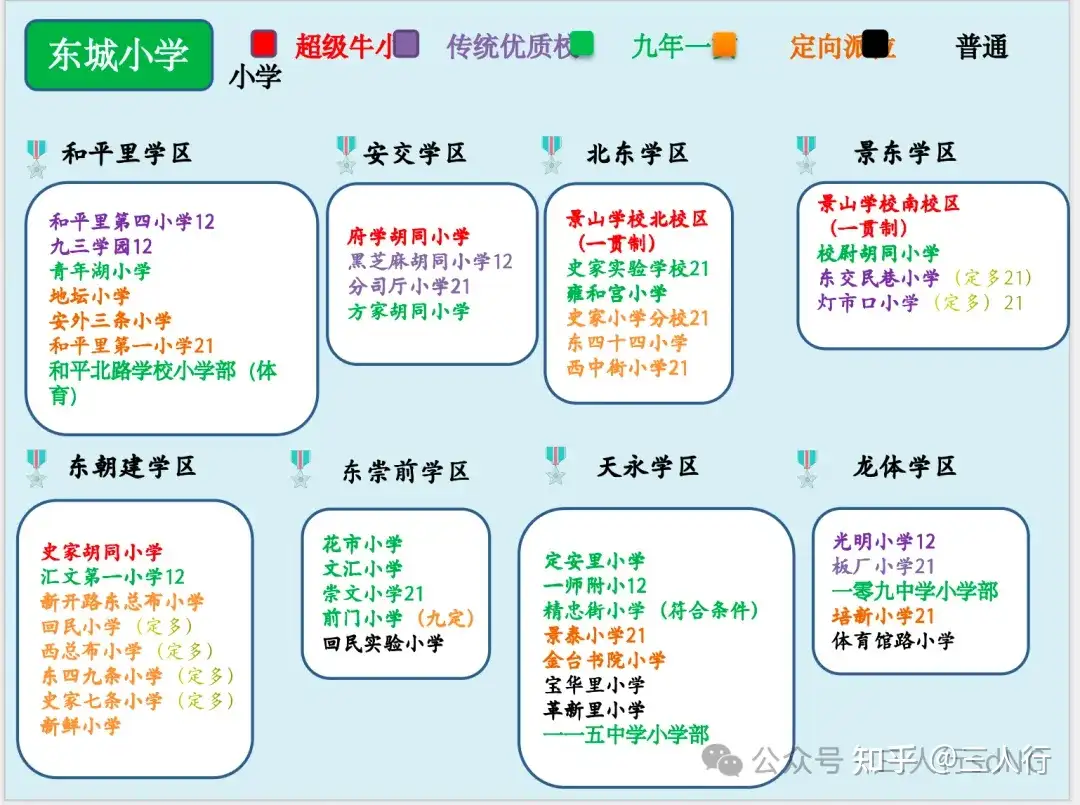 东城小学
超级牛小
传统优质校
九年一
定向派位
普通
小学
和平里学区
和平里第四小学12
九三学园12
青年湖小学
地坛小学
安外三条小学
和平里第一小学21
和平北路学校小学部（体
育）
安交学区
府学胡同小学
黑芝麻胡同小学12
分司厅小学21
方家胡同小学
北东学区
景山学校北校区
（一贯制）
史家实验学校21
雍和宫小学
史家小学分校21
东四十四小学
西中街小学21
景东学区
景山学校南校区
（一贯制）
校尉胡同小学
东交民巷小学（定多21）
灯市口小学（定多）21
东朝建学区
史家胡同小学
汇文第一小学12
新开路东总布小学
回民小学（定多）
西总布小学（定多）
东四九条小学（定多）
史家七条小学（定多）
新鲜小学
东崇前学区
花市小学
文汇小学
崇文小学21
前门小学（九定）
回民实验小学
天永学区
定安里小学
一师附小12
精忠街小学（符合条件）
景泰小学21
金台书院小学
宝华里小学
革新里小学
一一五中学小学部
龙体学区
光明小学12
板厂小学21
一零九中学小学部
培新小学21
体育馆路小学
公众号
知乎 @三人行